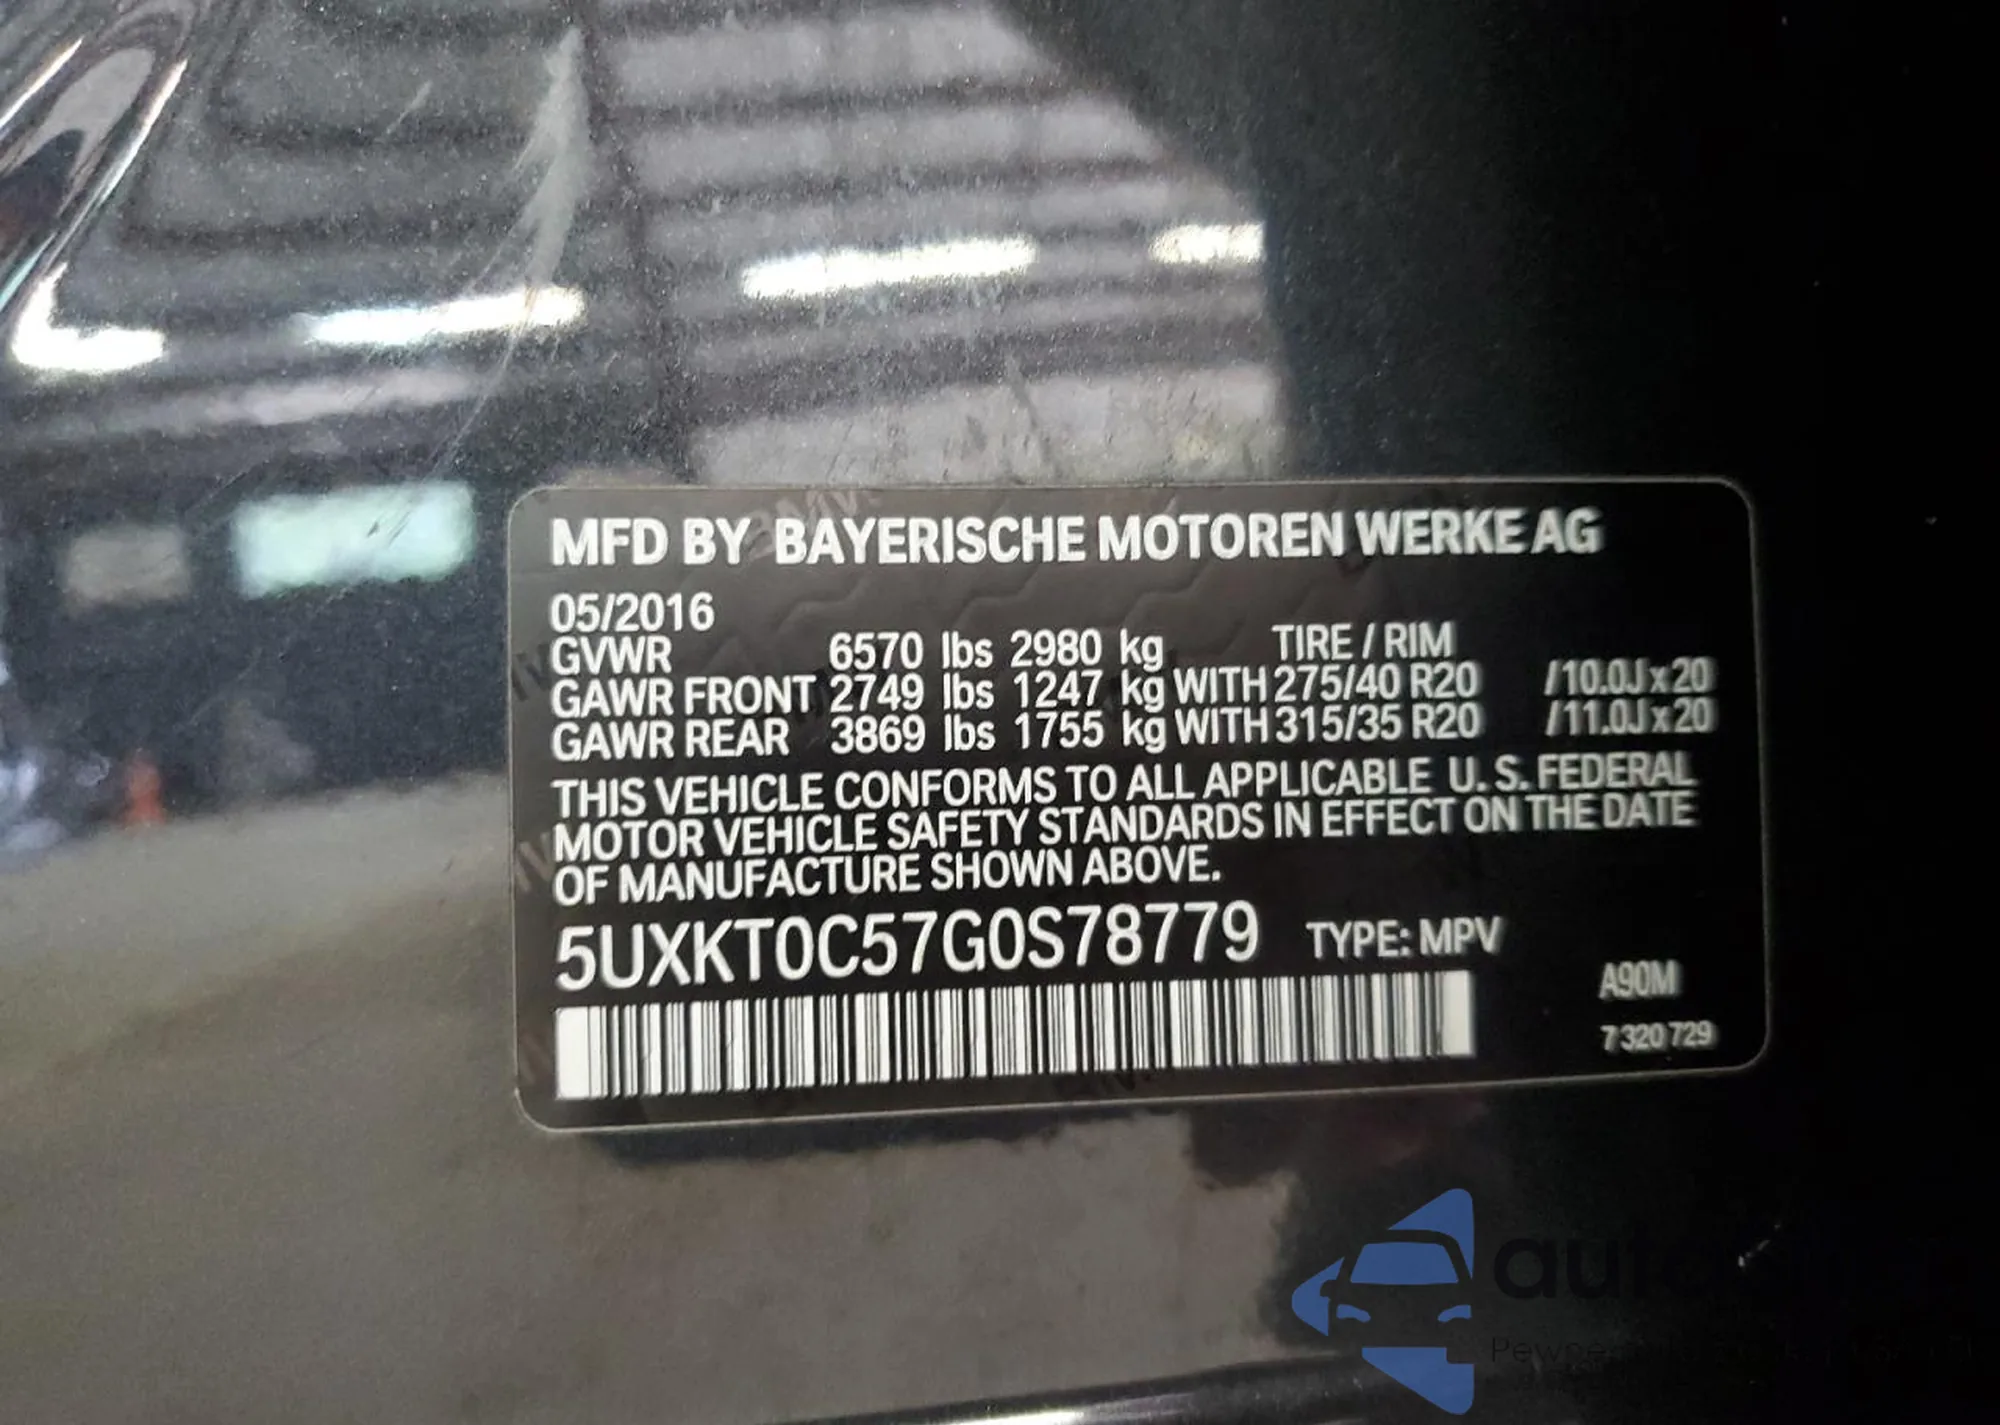 MFD BY BAYERISCHE MOTOREN WERKE AG
05/2016
GVWR 6570 lbs 2980 kg TIRE / RIM
GAWR FRONT 2749 lbs 1247 kg WITH 275/40 R20 /10.0J x 20
GAWR REAR 3869 lbs 1755 kg WITH 315/35 R20 /11.0J x 20
THIS VEHICLE CONFORMS TO ALL APPLICABLE U. S. FEDERAL
MOTOR VEHICLE SAFETY STANDARDS IN EFFECT ON THE DATE
OF MANUFACTURE SHOWN ABOVE.
5UXKT0C57G0S78779 TYPE: MPV
A90M
7 320 729